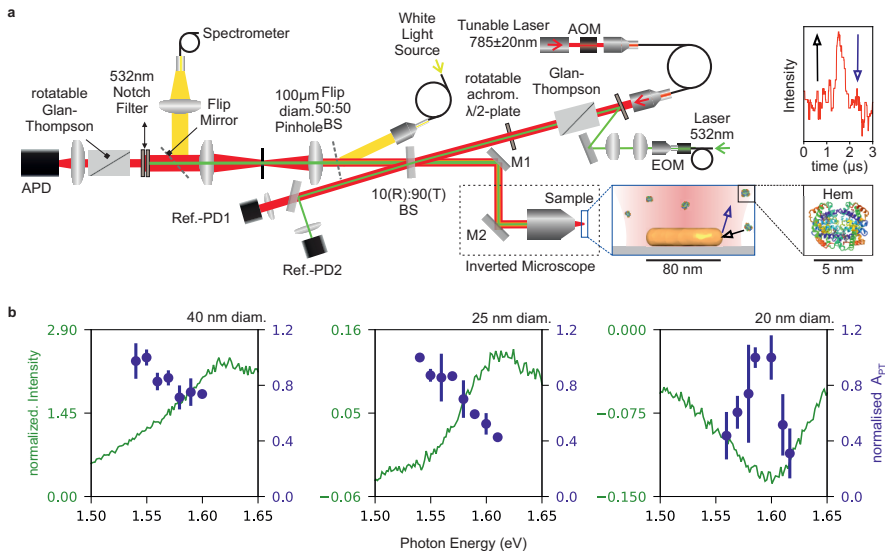 a
Spectrometer
White
Light
Source
Tunable Laser
785±20nm
AOM
rotatable
Glan-
Thompson
532nm
Notch
Filter
Flip
Mirror
100µm
diam.
Pinhole
Flip
50:50
BS
rotatable
achrom.
λ/2-plate
Glan-
Thompson
Laser
532nm
EOM
APD
Ref.-PD1
Ref.-PD2
10(R):90(T)
BS
M1
M2
Sample
Inverted Microscope
80 nm
Intensity
0 1 2 3
time (µs)
Hem
5 nm
b
40 nm diam.
25 nm diam.
20 nm diam.
normalized. Intensity
2.90
1.45
0.00
1.2
0.8
0.4
0.0
1.50 1.55 1.60 1.65
0.16
0.05
−0.06
1.2
0.8
0.4
0.0
1.50 1.55 1.60 1.65
−0.000
−0.075
−0.150
1.2
0.8
0.4
0.0
1.50 1.55 1.60 1.65
normalised APT
Photon Energy (eV)